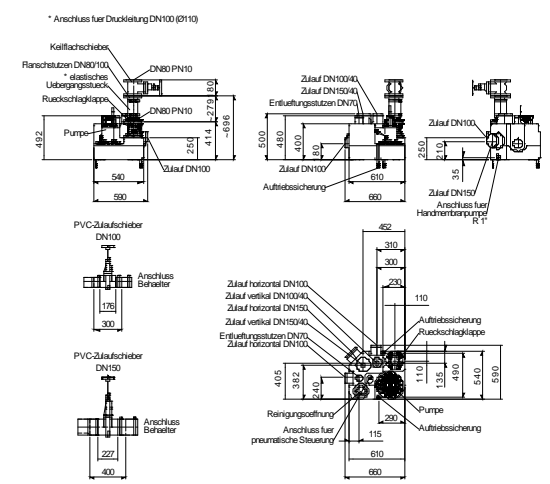 * Anschluss fuer Druckleitung DN100 (Ø110)
Keilflachschieber
DN80 PN10
Flanschstutzen DN80/100
* elastisches
Uebergangsstueck
Rueckschlagklappe
DN80 PN10
Pumpe
Zulauf DN100
492
80
279
414
~696
250
540
590
Zulauf DN100/40
Zulauf DN150/40
Entlueftungsstutzen DN70
500
480
400
80
Auftriebssicherung
610
660
Zulauf DN100
250
210
35
Zulauf DN150
Anschluss fuer
Handmembranpumpe
R 1"
PVC-Zulaufschieber
DN100
Anschluss
Behaelter
176
300
PVC-Zulaufschieber
DN150
Anschluss
Behaelter
227
400
452
310
300
230
110
Zulauf horizontal DN100
Zulauf vertikal DN100/40
Zulauf horizontal DN150
Zulauf vertikal DN150/40
Entlueftungsstutzen DN70
Zulauf horizontal DN100
Auftriebssicherung
Rueckschlagklappe
405
382
240
110
135
490
540
590
Reinigungsoeffnung
Anschluss fuer
pneumatische Steuerung
Pumpe
Auftriebssicherung
290
115
610
660